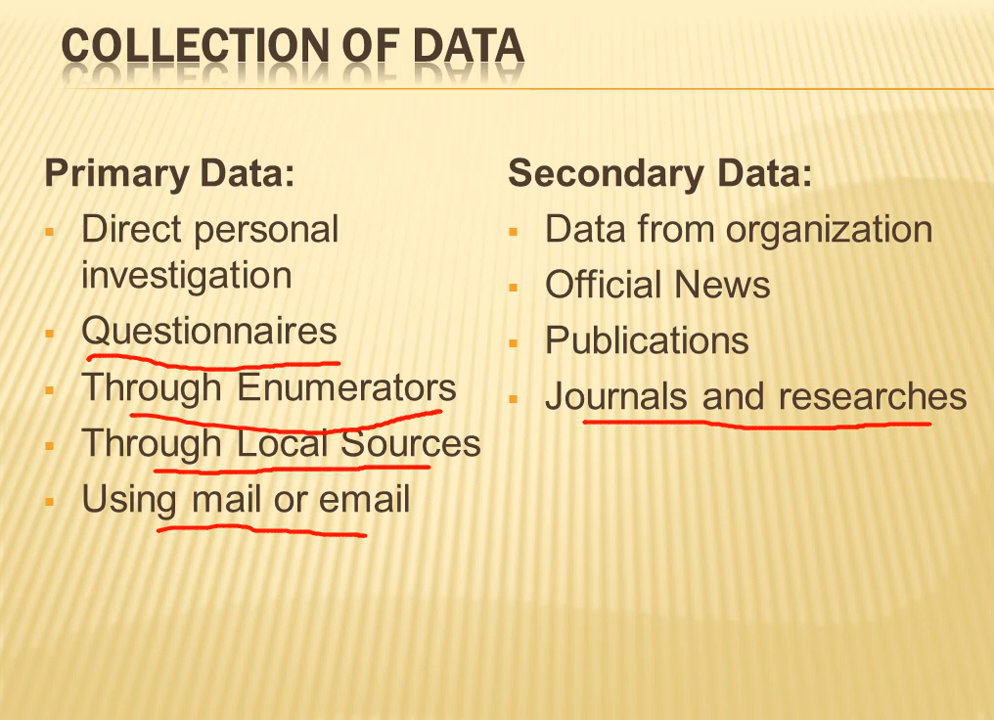 COLLECTION OF DATA
Primary Data:
Direct personal
investigation
Questionnaires
Through Enumerators
Through Local Sources
Using mail or email
Secondary Data:
Data from organization
Official News
Publications
Journals and researches